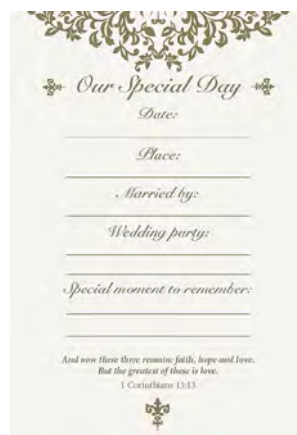 Our Special Day
Date:
Place:
Married by:
Wedding party:
Special moment to remember:
And now these three remain: faith, hope and love.
But the greatest of these is love.
1 Corinthians 13:13